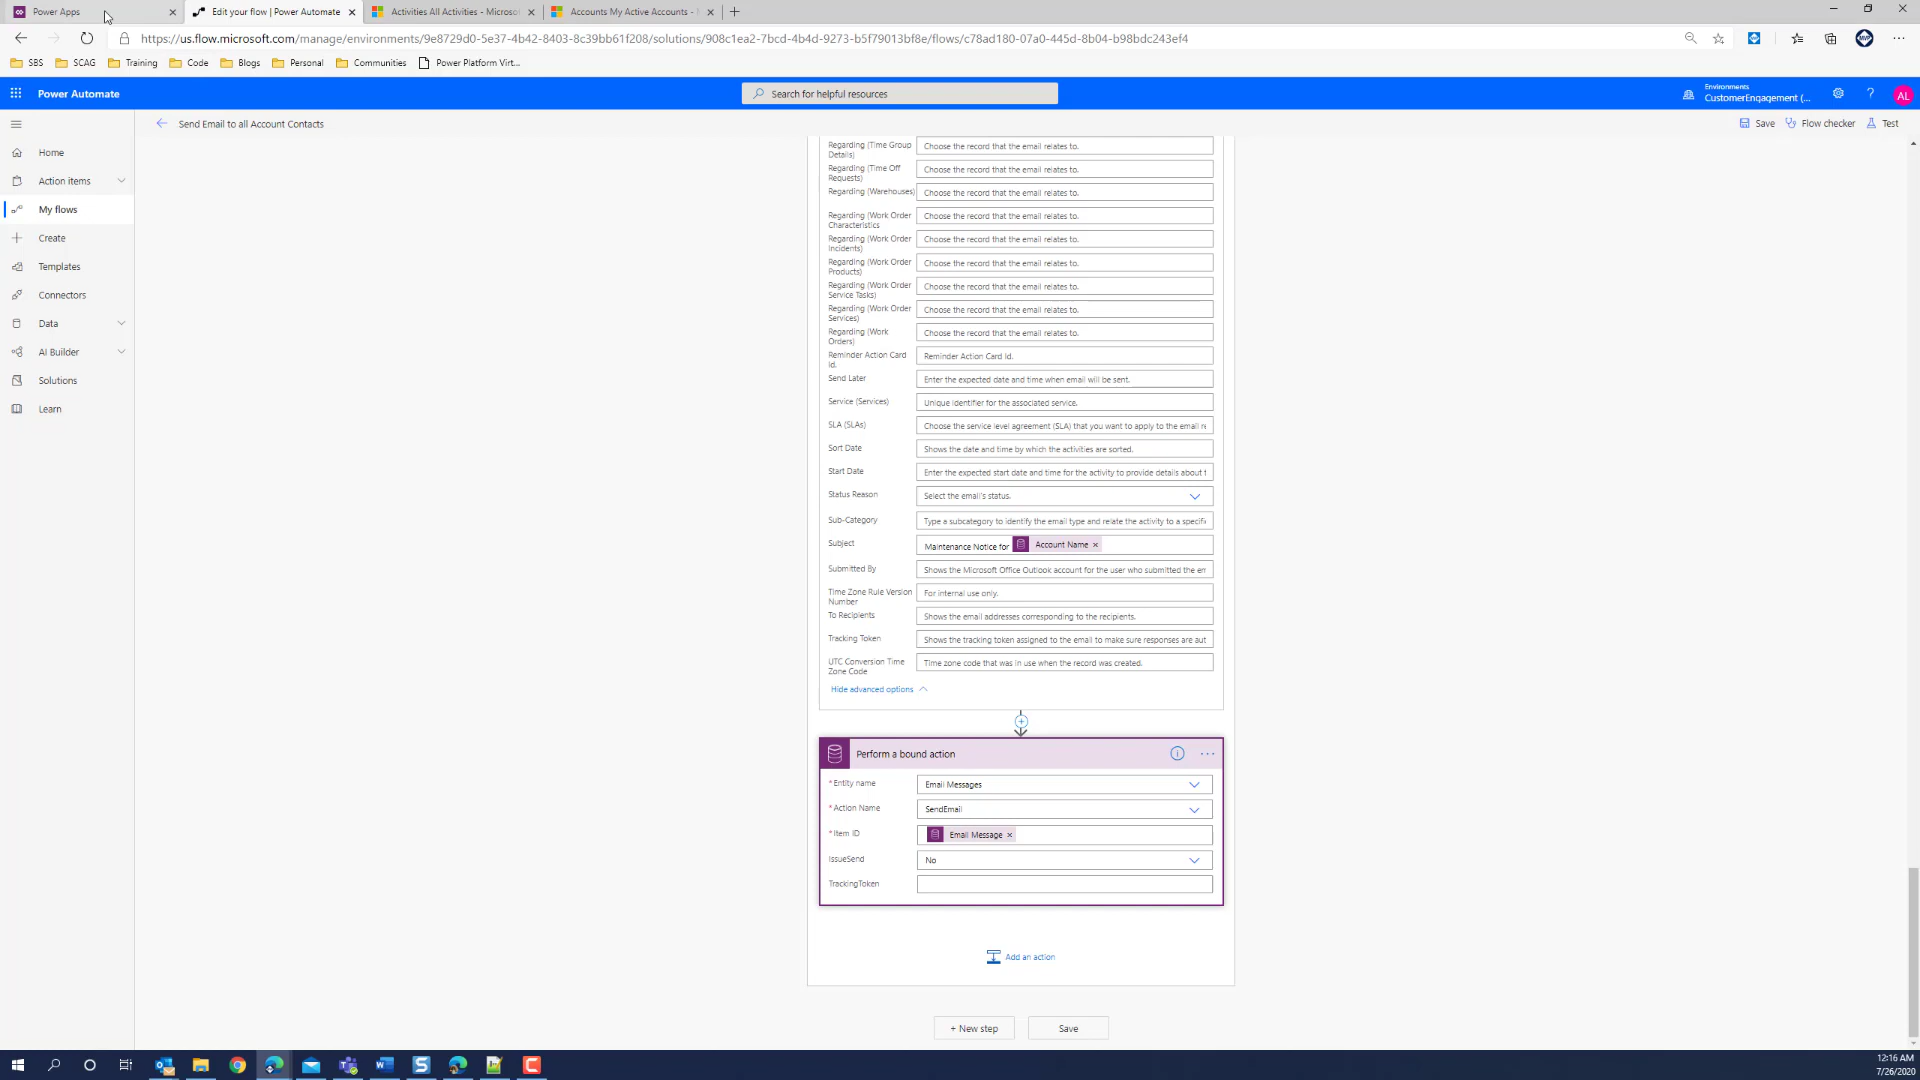 Power Apps
Edit your flow | Power Automate
Activities All Activities - Microso
Accounts My Active Accounts -
https://us.flow.microsoft.com/manage/environments/9e8729d0-5e37-4b42-8403-8c39bb61f208/solutions/908c1ea2-7bcd-4b4d-9273-b5f79013bf8e/flows/c78ad180-07a0-445d-8b04-b98bdc243ef4
SBS SCAG Training Code Blogs Personal Communities Power Platform Virt...
Power Automate
Search for helpful resources
Environments
CustomerEngagement (...
?
AL
Send Email to all Account Contacts
Save Flow checker Test
Home
Action items
My flows
Create
Templates
Connectors
Data
AI Builder
Solutions
Learn
Regarding (Time Group
Details)
Choose the record that the email relates to.
Regarding (Time Off
Requests)
Choose the record that the email relates to.
Regarding (Warehouses)
Choose the record that the email relates to.
Regarding (Work Order
Characteristics
Choose the record that the email relates to.
Regarding (Work Order
Incidents)
Choose the record that the email relates to.
Regarding (Work Order
Products)
Choose the record that the email relates to.
Regarding (Work Order
Service Tasks)
Choose the record that the email relates to.
Regarding (Work Order
Services)
Choose the record that the email relates to.
Regarding (Work
Orders)
Choose the record that the email relates to.
Reminder Action Card
Id.
Reminder Action Card Id.
Send Later
Enter the expected date and time when email will be sent.
Service (Services)
Unique identifier for the associated service.
SLA (SLAs)
Choose the service level agreement (SLA) that you want to apply to the email re
Sort Date
Shows the date and time by which the activities are sorted.
Start Date
Enter the expected start date and time for the activity to provide details about t
Status Reason
Select the email's status.
Sub-Category
Type a subcategory to identify the email type and relate the activity to a specifi
Subject
Maintenance Notice for Account Name ×
Submitted By
Shows the Microsoft Office Outlook account for the user who submitted the en
Time Zone Rule Version
Number
For internal use only.
To Recipients
Shows the email addresses corresponding to the recipients.
Tracking Token
Shows the tracking token assigned to the email to make sure responses are aut
UTC Conversion Time
Zone Code
Time zone code that was in use when the record was created.
Hide advanced options
Perform a bound action
* Entity name
Email Messages
* Action Name
SendEmail
* Item ID
Email Message ×
IssueSend
No
TrackingToken
Add an action
+ New step
Save
12:16 AM
7/26/2020